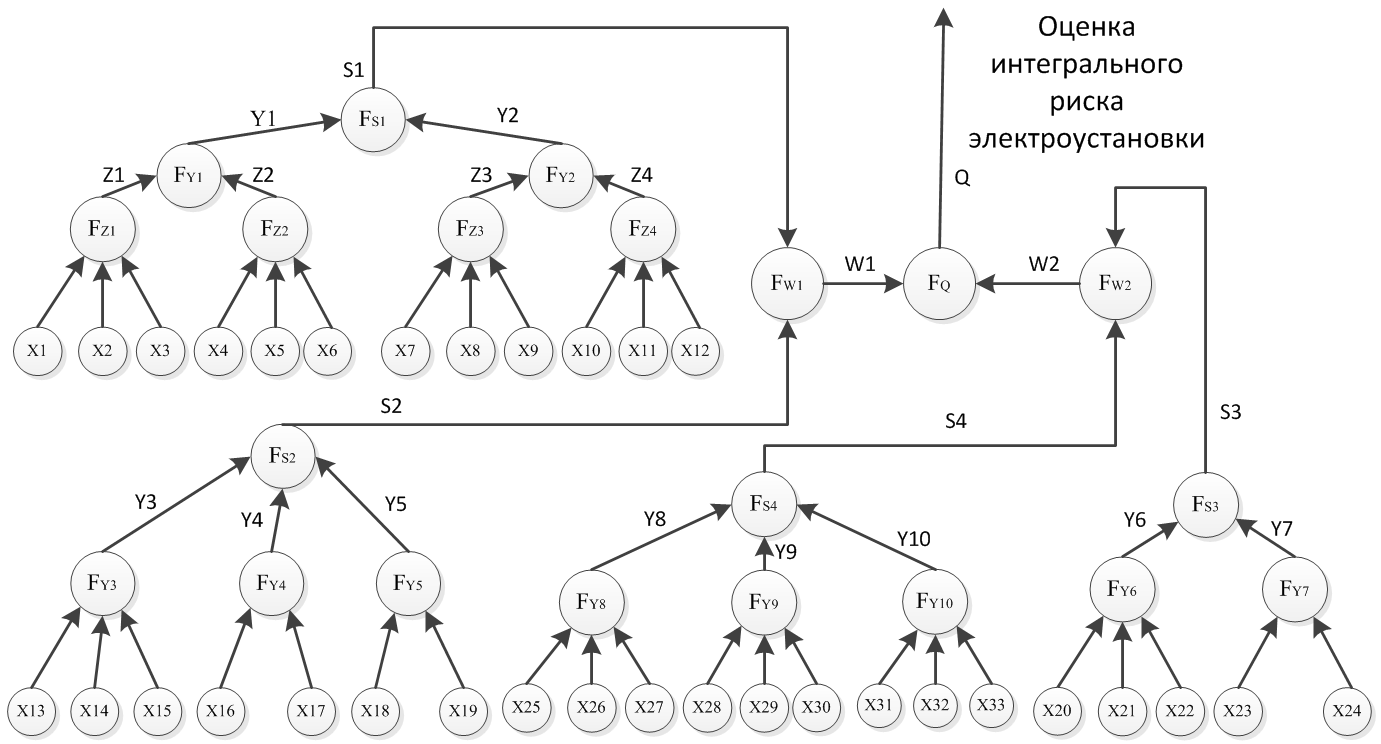 Оценка
интегрального
риска
электроустановки
S1
Q
FS1
Y1
Y2
FY1
FY2
Z1
Z2
Z3
Z4
FZ1
FZ2
FZ3
FZ4
W1
W2
FW1
FQ
FW2
X1
X2
X3
X4
X5
X6
X7
X8
X9
X10
X11
X12
S2
S4
S3
FS2
FS4
FS3
Y3
Y4
Y5
Y8
Y9
Y10
Y6
Y7
FY3
FY4
FY5
FY8
FY9
FY10
FY6
FY7
X13
X14
X15
X16
X17
X18
X19
X25
X26
X27
X28
X29
X30
X31
X32
X33
X20
X21
X22
X23
X24